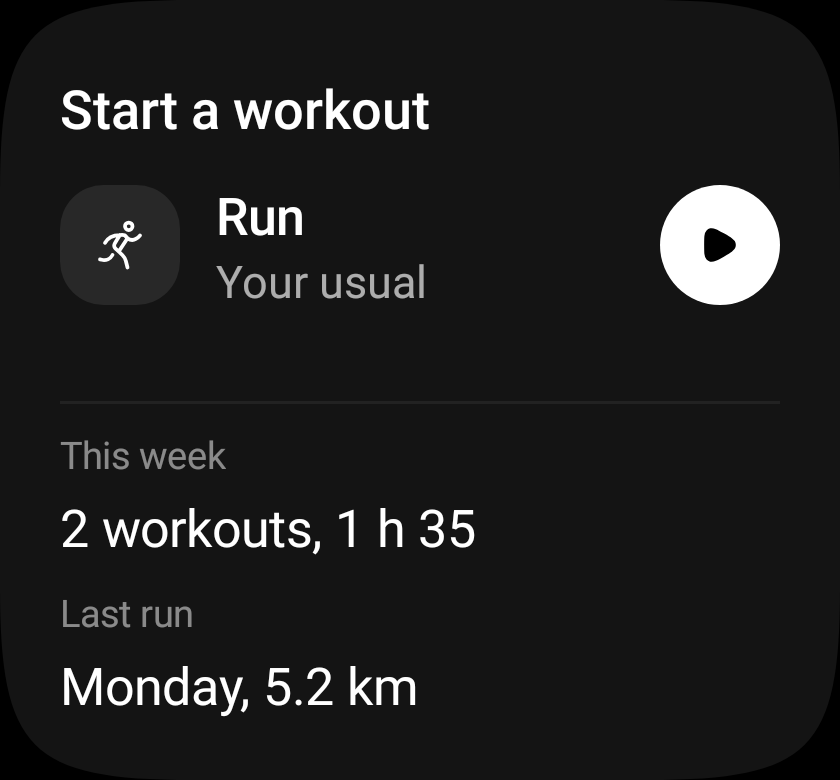 Start a workout
Run
Your usual
This week
2 workouts, 1 h 35
Last run
Monday, 5.2 km